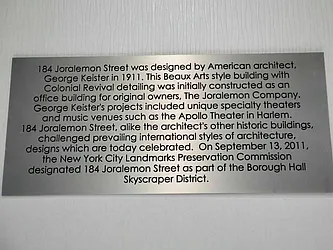 184 Joralemon Street was designed by American architect,
George Keister in 1911. This Beaux Arts style building with
Colonial Revival detailing was initially constructed as an
office building for original owners, The Joralemon Company.
George Keister's projects included unique specialty theaters
and music venues such as the Apollo Theater in Harlem.
184 Joralemon Street, alike the architect's other historic buildings,
challenged prevailing international styles of architecture,
designs which are today celebrated. On September 13, 2011,
the New York City Landmarks Preservation Commission
designated 184 Joralemon Street as part of the Borough Hall
Skyscraper District.